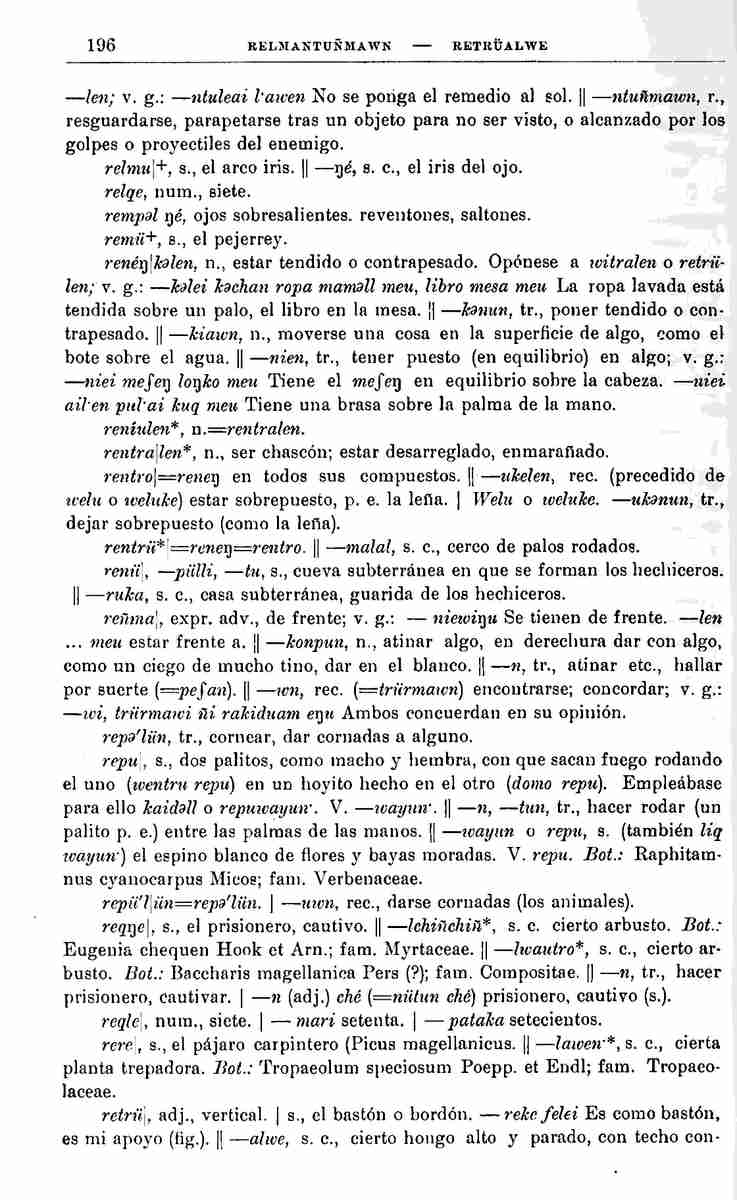 196 RELMANTUÑMAWN — RETRÜALWE
—len; v. g.: —ntuleai l·awen No se ponga el remedio al sol. || —ntuñmawn, r.,
resguardarse, parapetarse tras un objeto para no ser visto, o alcanzado por los
golpes o proyectiles del enemigo.
relmu|+, s., el arco iris. || —ŋé, s. c., el iris del ojo.
relqe, num., siete.
rempəl ŋé, ojos sobresalientes. reventones, saltones.
remü+, s., el pejerrey.
renéŋ|kəlen, n., estar tendido o contrapesado. Opónese a witralen o retrü-
len; v. g.: —kəlei kəchan ropa maməll meu, libro mesa meu La ropa lavada está
tendida sobre un palo, el libro en la mesa. || —kənun, tr., poner tendido o con-
trapesado. || —kiawn, n., moverse una cosa en la superficie de algo, como el
bote sobre el agua. || —nien, tr., tener puesto (en equilibrio) en algo; v. g.:
—niei meʃeŋ loŋko meu Tiene el meʃeŋ en equilibrio sobre la cabeza. —niei
ail·en pul·ai kuq meu Tiene una brasa sobre la palma de la mano.
reníulen*, n.=rentralen.
rentra|len*, n., ser chascón; estar desarreglado, enmarañado.
rentro|=reneŋ en todos sus compuestos. || —ukelen, rec. (precedido de
welu o weluke) estar sobrepuesto, p. e. la leña. | Welu o weluke. —ukənun, tr.,
dejar sobrepuesto (como la leña).
rentrü*|=reneŋ=rentro. || —malal, s. c., cerco de palos rodados.
renü|, —pülli, —tu, s., cueva subterránea en que se forman los hechiceros.
|| —ruka, s. c., casa subterránea, guarida de los hechiceros.
reñma|, expr. adv., de frente; v. g.: — niewiŋu Se tienen de frente. —len
... meu estar frente a. || —konpun, n., atinar algo, en derechura dar con algo,
como un ciego de mucho tino, dar en el blanco. || —n, tr., atinar etc., hallar
por suerte (=peʃan). || —wn, rec. (=trürmawn) encontrarse; concordar; v. g.:
—wi, trürmawi ñi rakiduam eŋu Ambos concuerdan en su opinión.
repə'lün, tr., cornear, dar cornadas a alguno.
repu|, s., dos palitos, como macho y hembra, con que sacan fuego rodando
el uno (wentru repu) en un hoyito hecho en el otro (domo repu). Empleábase
para ello kaidəll o repuwayun·. V. —wayun·. || —n, —tun, tr., hacer rodar (un
palito p. e.) entre las palmas de las manos. || —wayun o repu, s. (también liq
wayun·) el espino blanco de flores y bayas moradas. V. repu. Bot.: Raphitam-
nus cyanocarpus Micos; fam. Verbenaceae.
repü'l|ün=repə'lün. | —uwn, rec., darse cornadas (los animales).
reqŋe|, s., el prisionero, cautivo. || —lchiñchiñ*, s. c. cierto arbusto. Bot.:
Eugenia chequen Hook et Arn.; fam. Myrtaceae. || —lwautro*, s. c., cierto ar-
busto. Bot.: Baccharis magellanica Pers (?); fam. Compositae. || —n, tr., hacer
prisionero, cautivar. | —n (adj.) ché (=nütun ché) prisionero, cautivo (s.).
reqle|, num., siete. | — mari setenta. | — pataka setecientos.
rere|, s., el pájaro carpintero (Picus magellanicus. || —lawen·*, s. c., cierta
planta trepadora. Bot.: Tropaeolum speciosum Poepp. et Endl; fam. Tropaeo-
laceae.
retrü|, adj., vertical. | s., el bastón o bordón. — reke felei Es como bastón,
es mi apoyo (fig.). || —alwe, s. c., cierto hongo alto y parado, con techo con-